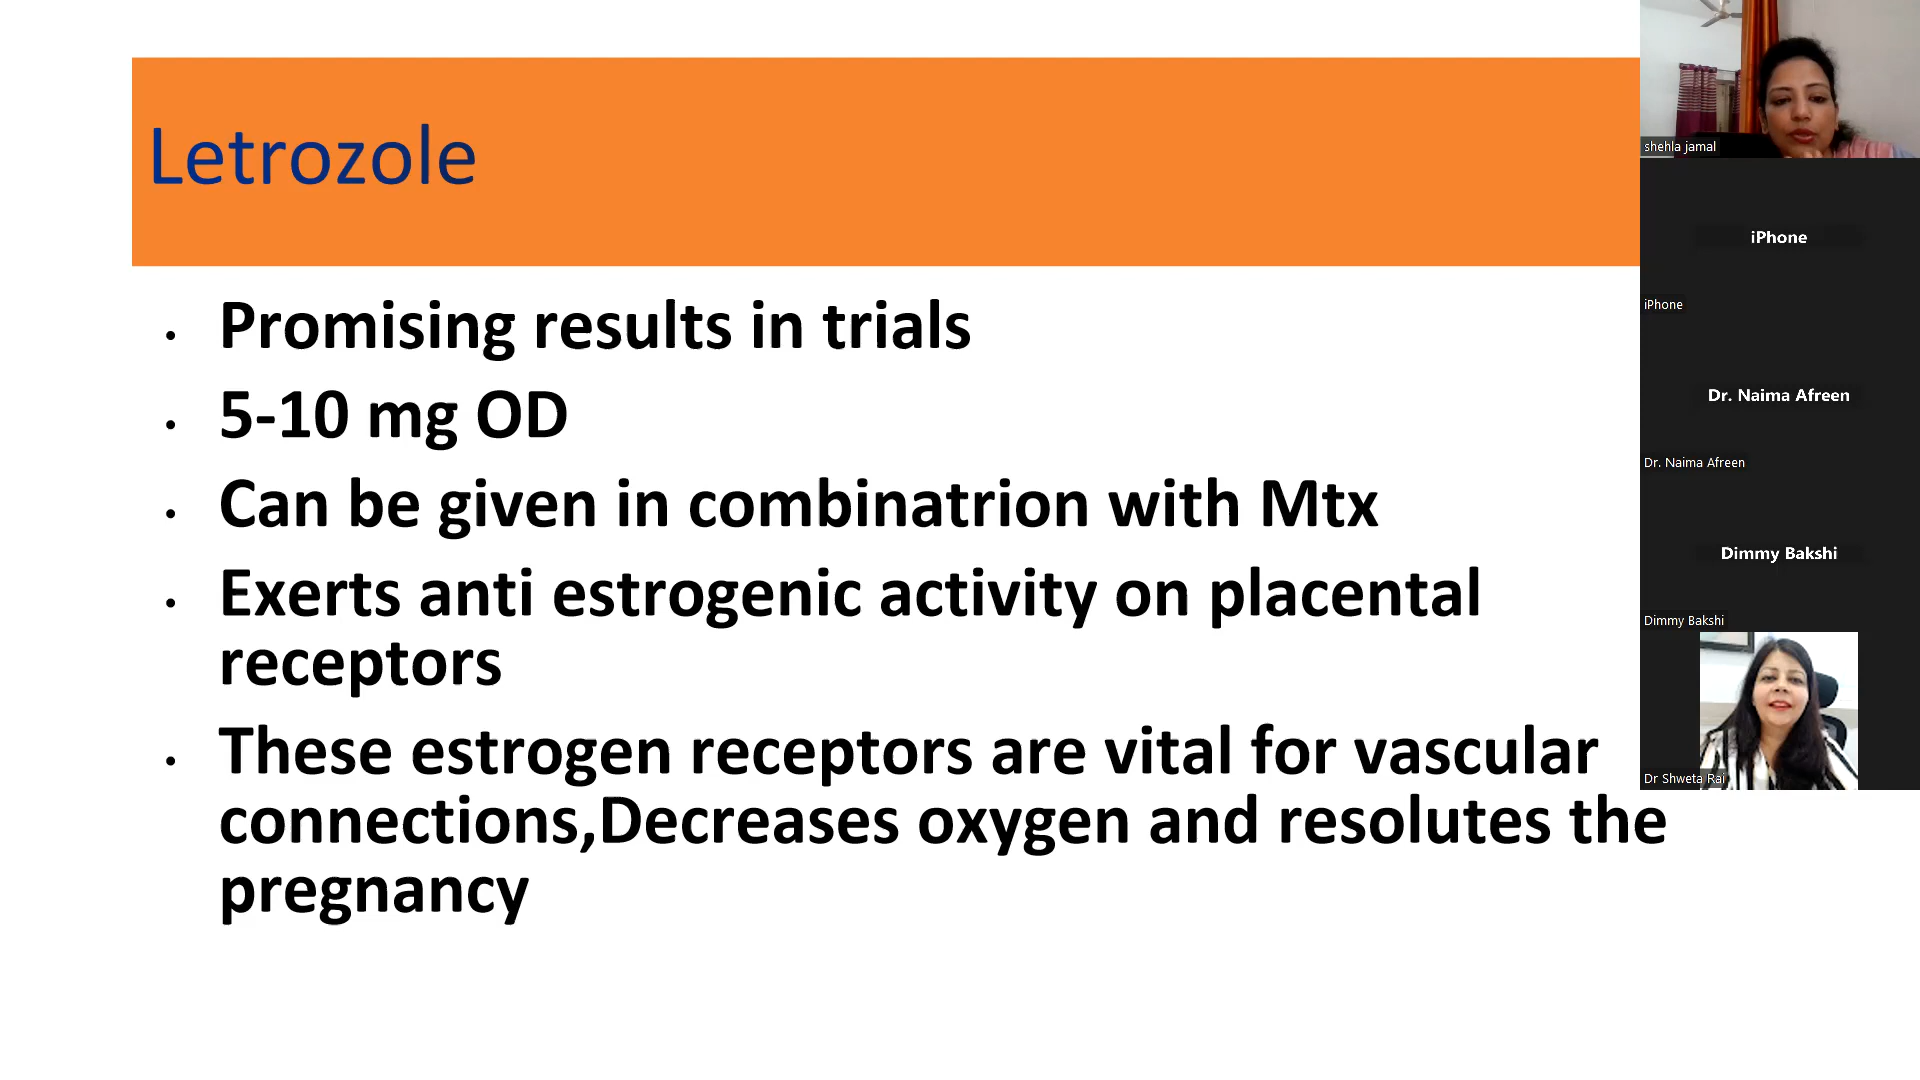 Letrozole
• Promising results in trials
• 5-10 mg OD
• Can be given in combinatrion with Mtx
• Exerts anti estrogenic activity on placental
receptors
• These estrogen receptors are vital for vascular
connections,Decreases oxygen and resolutes the
pregnancy
shehla jamal
iPhone
iPhone
Dr. Naima Afreen
Dr. Naima Afreen
Dimmy Bakshi
Dimmy Bakshi
Dr Shweta Rai